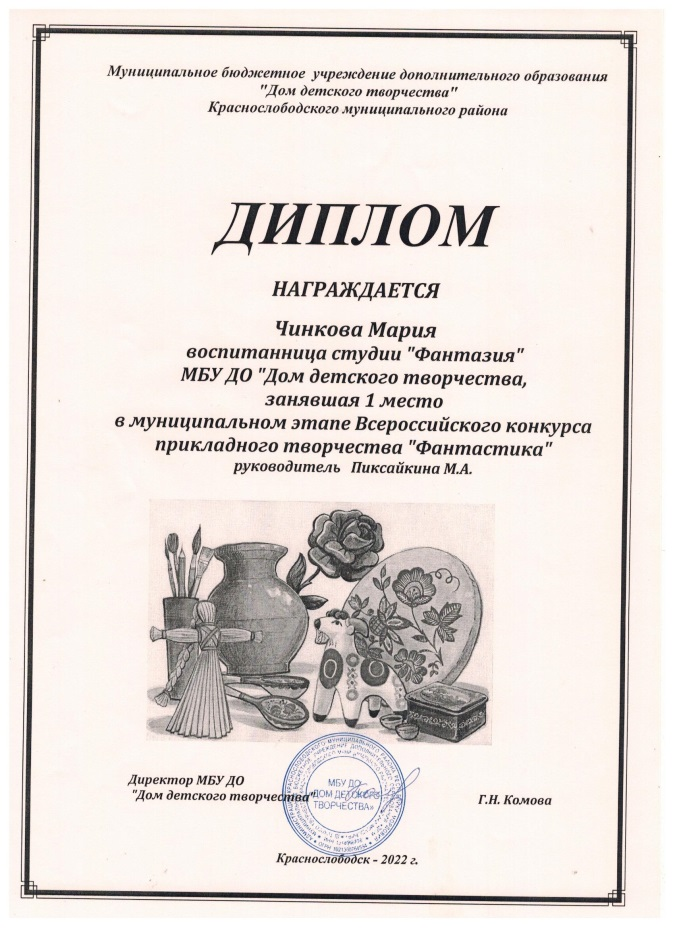 Муниципальное бюджетное учреждение дополнительного образования
"Дом детского творчества"
Краснослободского муниципального района
ДИПЛОМ
НАГРАЖДАЕТСЯ
Чинкова Мария
воспитанница студии "Фантазия"
МБУ ДО "Дом детского творчества,
занявшая 1 место
в муниципальном этапе Всероссийского конкурса
прикладного творчества "Фантастика"
руководитель Пиксайкина М.А.
Директор МБУ ДО
"Дом детского творчества"
Г.Н. Комова
МБУ ДО
«ДОМ ДЕТСКОГО
ТВОРЧЕСТВА»
Краснослободск - 2022 г.